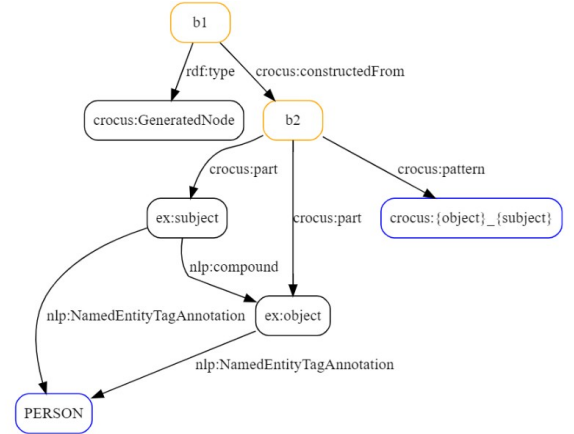 b1
rdf:type
crocus:constructedFrom
crocus:GeneratedNode
b2
crocus:part
crocus:pattern
ex:subject
crocus:part
crocus:{object}_{subject}
nlp:compound
nlp:NamedEntityTagAnnotation
ex:object
nlp:NamedEntityTagAnnotation
PERSON